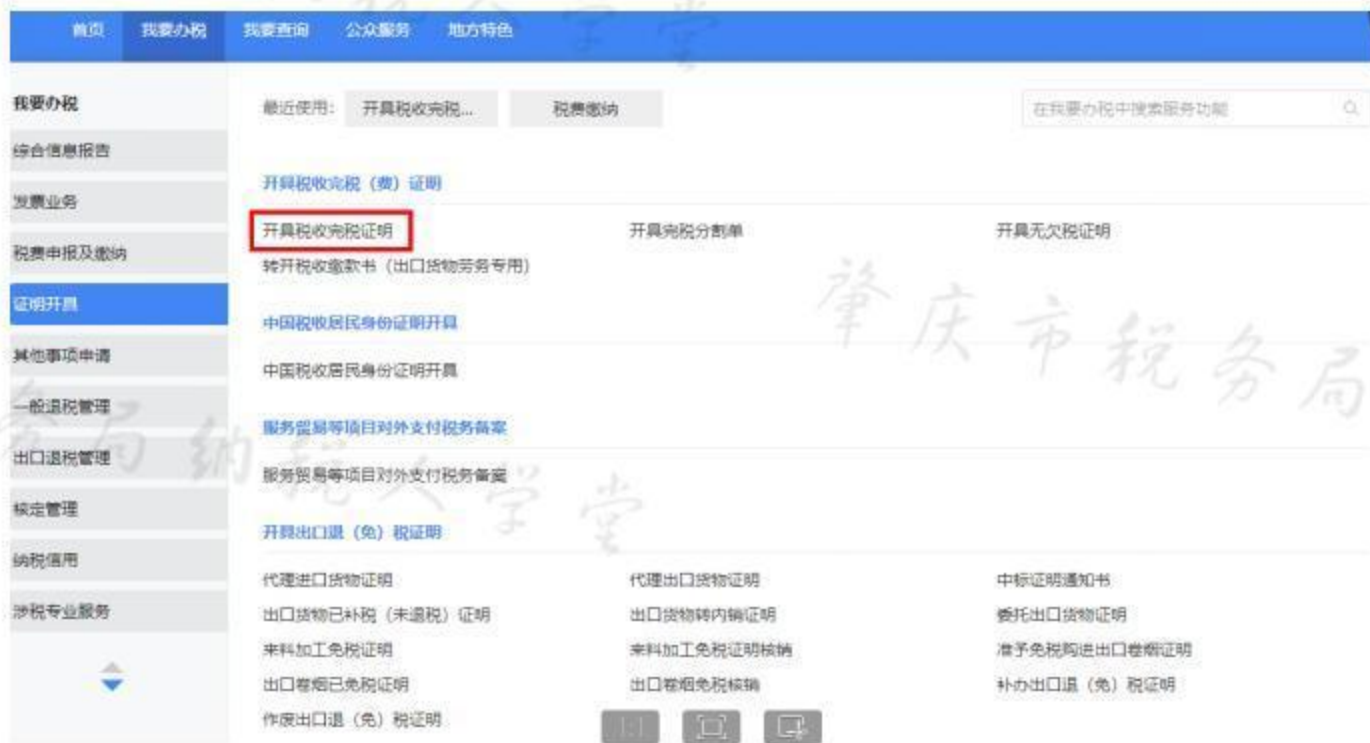 税人学堂
首页 我要办税 我要查询 公众服务 地方特色
我要办税
最近使用： 开具税收完税... 税费缴纳 在我要办税中搜索服务功能
综合信息报告
发票业务
税费申报及缴纳
证明开具
其他事项申请
一般退税管理
出口退税管理
核定管理
纳税信用
涉税专业服务
开具税收完税（费）证明
开具税收完税证明 开具完税分割单 开具无欠税证明
转开税收缴款书（出口货物劳务专用）
中国税收居民身份证明开具
中国税收居民身份证明开具
服务贸易等项目对外支付税务备案
服务贸易等项目对外支付税务备案
开具出口退（免）税证明
代理进口货物证明 代理出口货物证明 中标证明通知书
出口货物已补税（未退税）证明 出口货物转内销证明 委托出口货物证明
来料加工免税证明 来料加工免税证明核销 准予免税购进出口卷烟证明
出口卷烟已免税证明 出口卷烟免税核销 补办出口退（免）税证明
作废出口退（免）税证明
1:1
肇庆市税务局
务局纳税人学堂